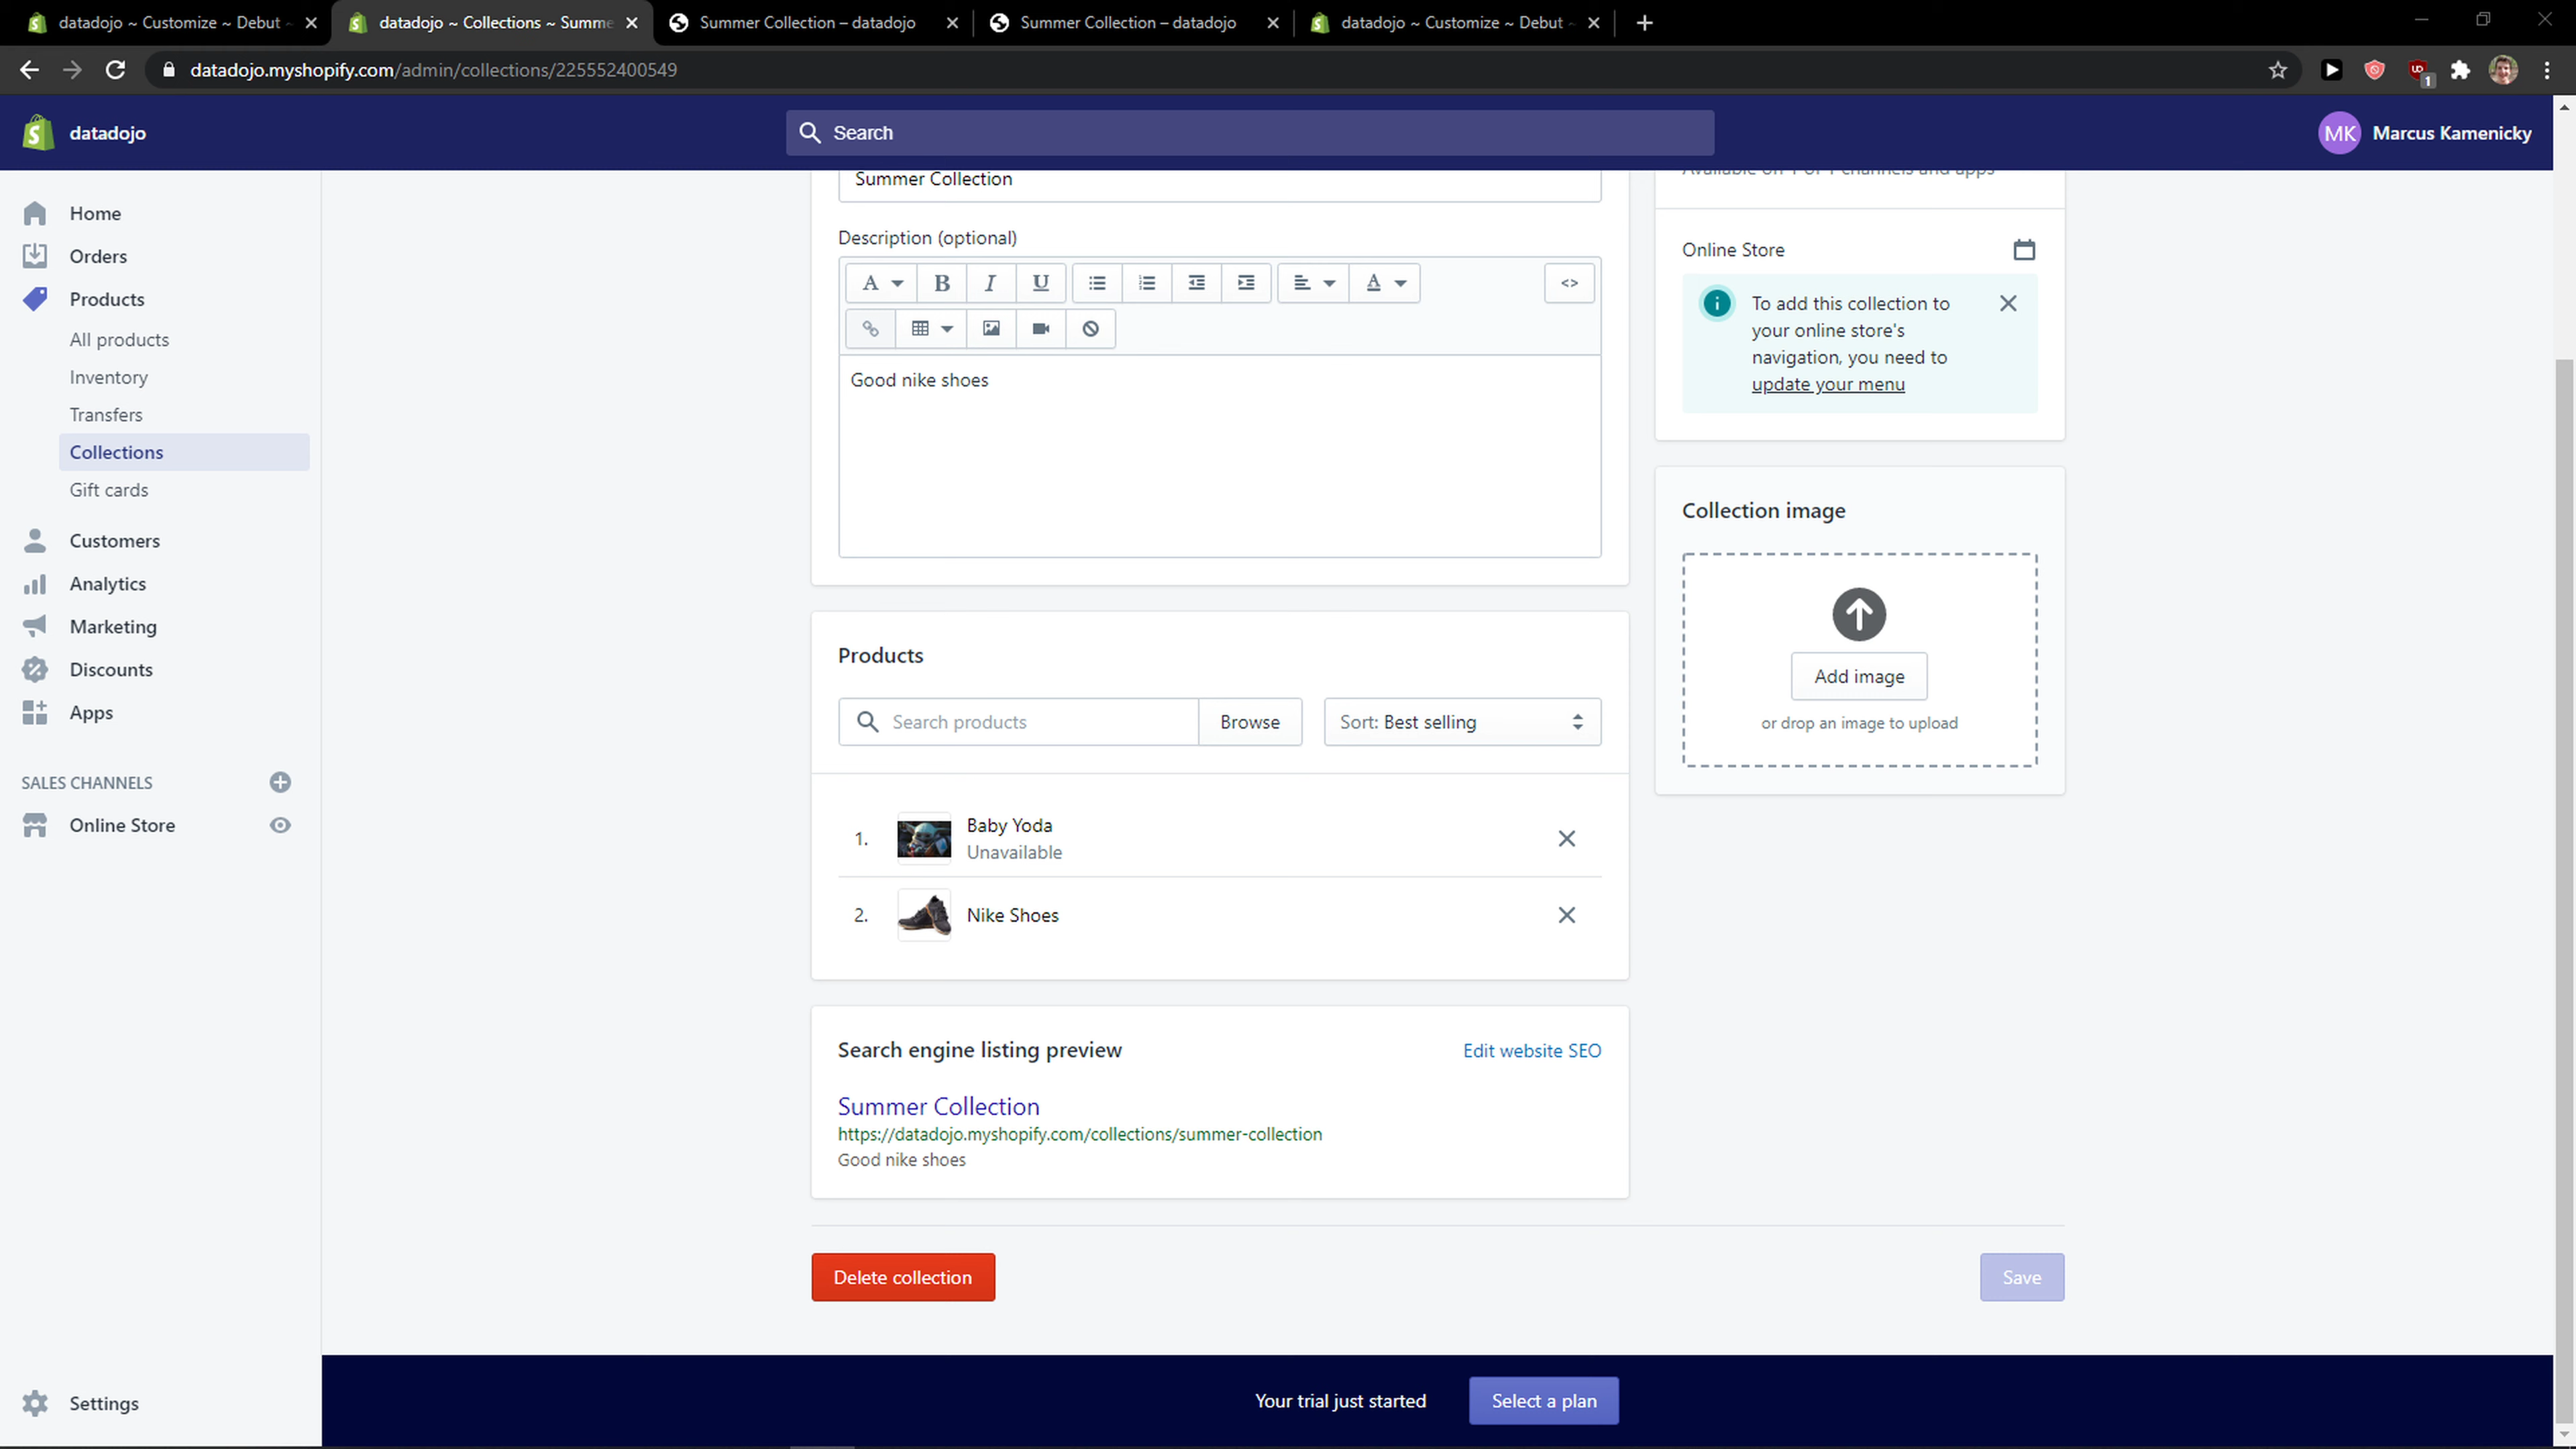 datadojo ~ Customize ~ Debut ~
datadojo ~ Collections ~ Summe
Summer Collection – datadojo
Summer Collection – datadojo
datadojo ~ Customize ~ Debut ~
datadojo.myshopify.com/admin/collections/225552400549
1
datadojo
Search
MK
Marcus Kamenicky
Home
Orders
Products
All products
Inventory
Transfers
Collections
Gift cards
Customers
Analytics
Marketing
Discounts
Apps
SALES CHANNELS
Online Store
Settings
Summer Collection
Description (optional)
Good nike shoes
Products
Search products
Browse
Sort: Best selling
1.
Baby Yoda
Unavailable
2.
Nike Shoes
Search engine listing preview
Edit website SEO
Summer Collection
https://datadojo.myshopify.com/collections/summer-collection
Good nike shoes
Delete collection
Save
channels and apps
Online Store
To add this collection to
your online store's
navigation, you need to
update your menu
Collection image
Add image
or drop an image to upload
Your trial just started
Select a plan